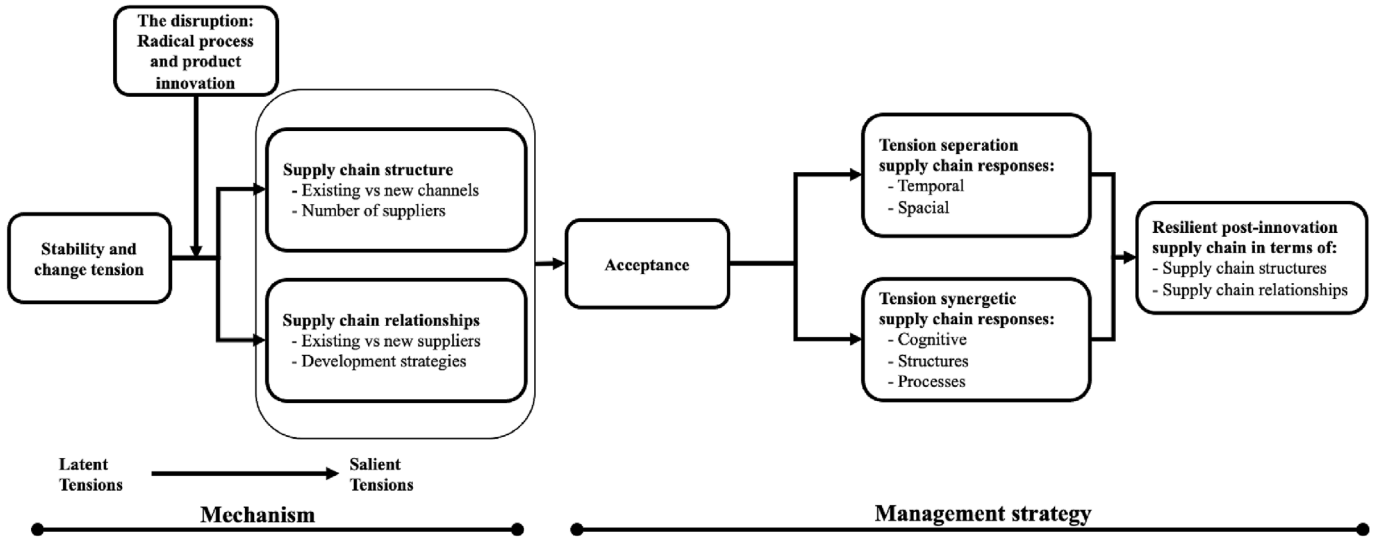 The disruption:
Radical process
and product
innovation
Stability and
change tension
Supply chain structure
- Existing vs new channels
- Number of suppliers
Supply chain relationships
- Existing vs new suppliers
- Development strategies
Acceptance
Tension seperation
supply chain responses:
- Temporal
- Spacial
Tension synergetic
supply chain responses:
- Cognitive
- Structures
- Processes
Resilient post-innovation
supply chain in terms of:
- Supply chain structures
- Supply chain relationships
Latent
Tensions
Salient
Tensions
Mechanism
Management strategy